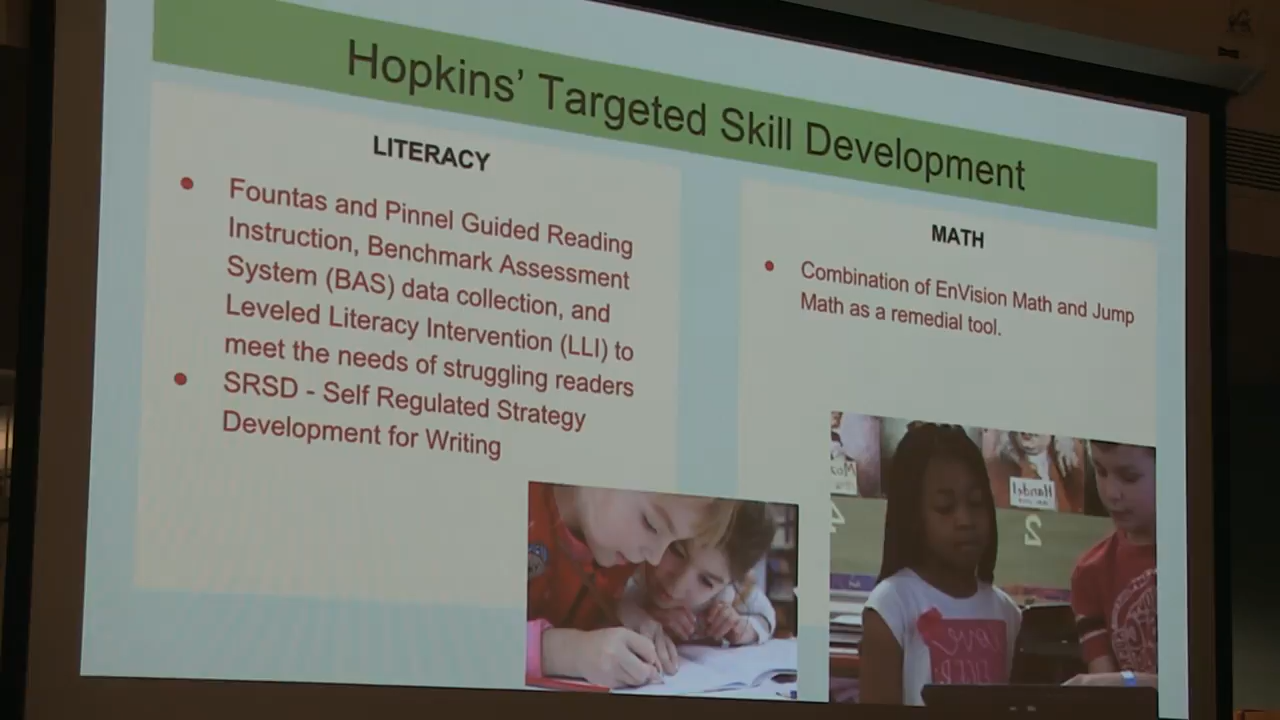 Hopkins' Targeted Skill Development
LITERACY
Fountas and Pinnel Guided Reading
Instruction, Benchmark Assessment
System (BAS) data collection, and
Leveled Literacy Intervention (LLI) to
meet the needs of struggling readers
SRSD - Self Regulated Strategy
Development for Writing
MATH
Combination of EnVision Math and Jump
Math as a remedial tool.
Handel
2